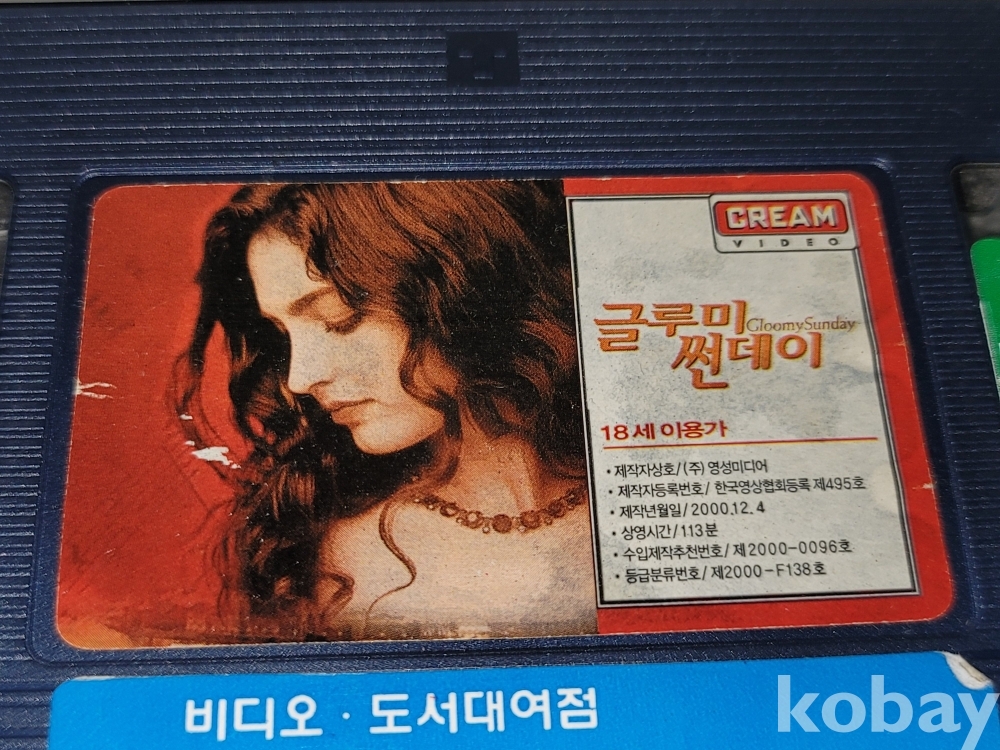 CREAM
VIDEO
글루미
GloomySunday
썬데이
18세 이용가
· 제작자상호/(주) 영성미디어
· 제작자등록번호/ 한국영상협회등록 제495호
· 제작년월일/ 2000.12.4
· 상영시간/113분
· 수입제작추천번호/ 제2000-0096호
· 등급분류번호/ 제2000-F138호
비디오 · 도서대여점
kobay